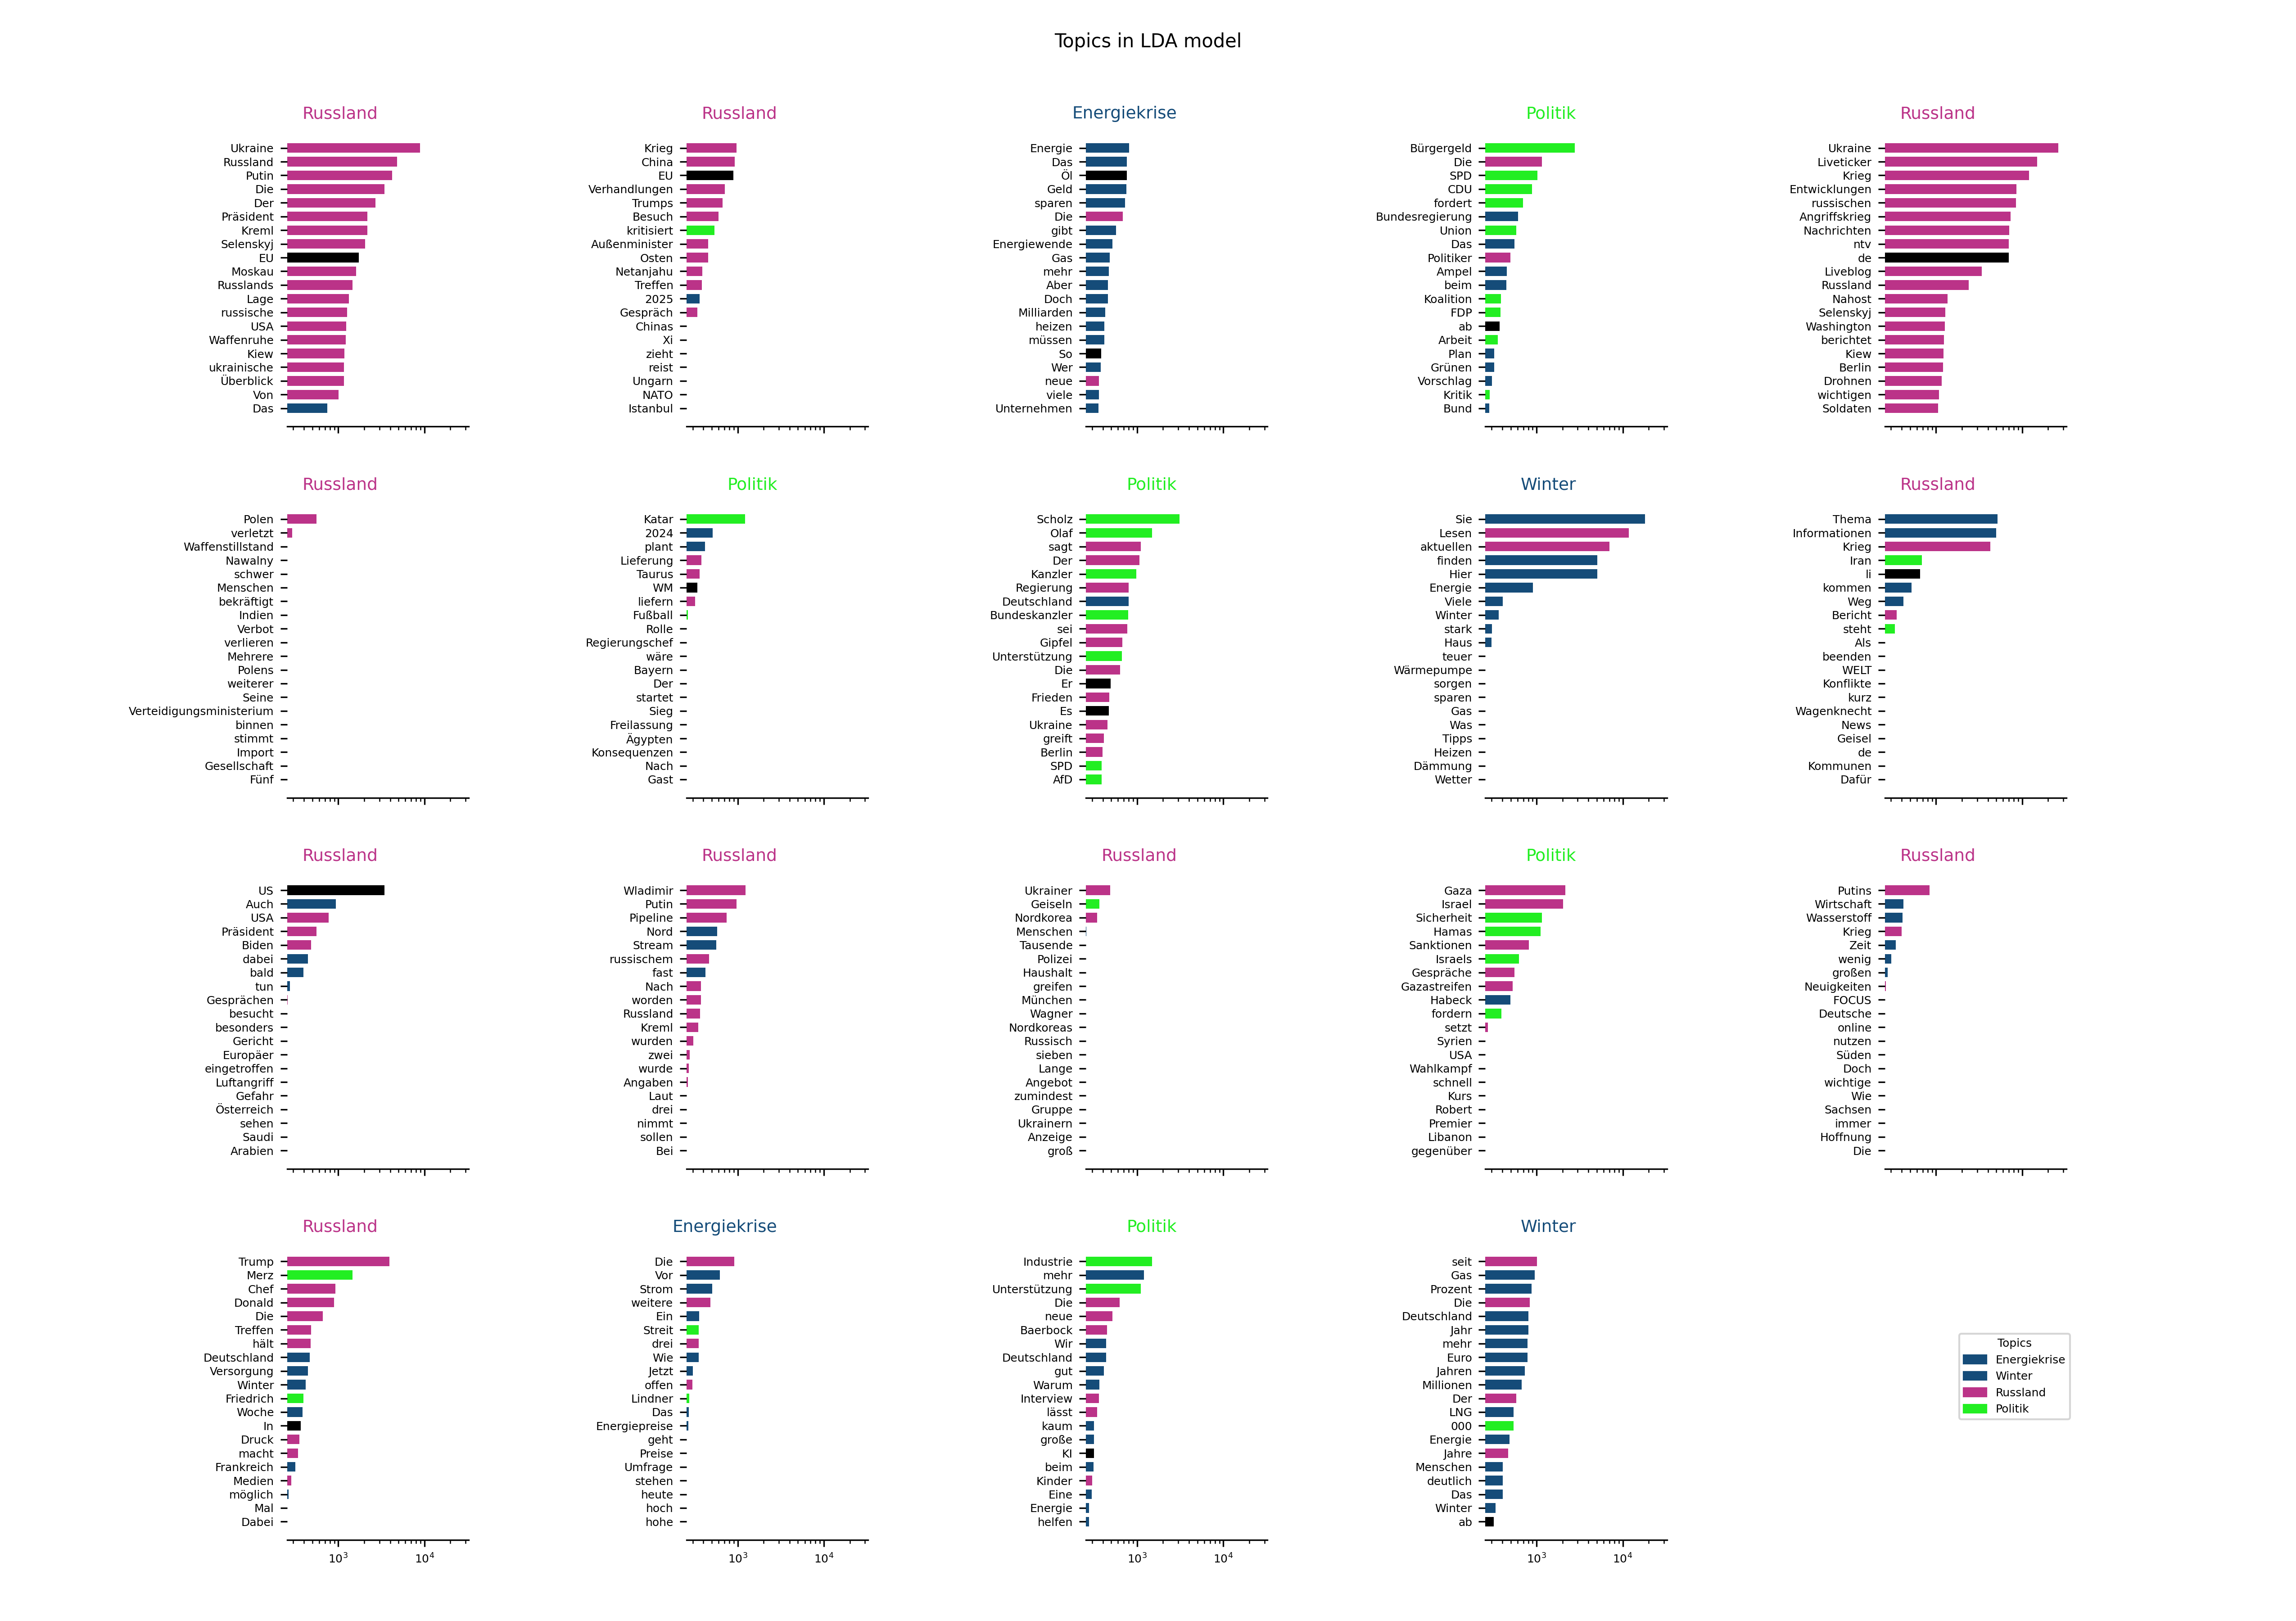 Topics in LDA model
Russland
Ukraine
Russland
Putin
Die
Der
Präsident
Kreml
Selenskyj
EU
Moskau
Russlands
Lage
russische
USA
Waffenruhe
Kiew
ukrainische
Überblick
Von
Das
Russland
Krieg
China
EU
Verhandlungen
Trumps
Besuch
kritisiert
Außenminister
Osten
Netanjahu
Treffen
2025
Gespräch
Chinas
Xi
zieht
reist
Ungarn
NATO
Istanbul
Energiekrise
Energie
Das
Öl
Geld
sparen
Die
gibt
Energiewende
Gas
mehr
Aber
Doch
Milliarden
heizen
müssen
So
Wer
neue
viele
Unternehmen
Politik
Bürgergeld
Die
SPD
CDU
fordert
Bundesregierung
Union
Das
Politiker
Ampel
beim
Koalition
FDP
ab
Arbeit
Plan
Grünen
Vorschlag
Kritik
Bund
Russland
Ukraine
Liveticker
Krieg
Entwicklungen
russischen
Angriffskrieg
Nachrichten
ntv
de
Liveblog
Russland
Nahost
Selenskyj
Washington
berichtet
Kiew
Berlin
Drohnen
wichtigen
Soldaten
Russland
Polen
verletzt
Waffenstillstand
Nawalny
schwer
Menschen
bekräftigt
Indien
Verbot
verlieren
Mehrere
Polens
weiterer
Seine
Verteidigungsministerium
binnen
stimmt
Import
Gesellschaft
Fünf
Politik
Katar
2024
plant
Lieferung
Taurus
WM
liefern
Fußball
Rolle
Regierungschef
wäre
Bayern
Der
startet
Sieg
Freilassung
Ägypten
Konsequenzen
Nach
Gast
Politik
Scholz
Olaf
sagt
Der
Kanzler
Regierung
Deutschland
Bundeskanzler
sei
Gipfel
Unterstützung
Die
Er
Frieden
Es
Ukraine
greift
Berlin
SPD
AfD
Winter
Sie
Lesen
aktuellen
finden
Hier
Energie
Viele
Winter
stark
Haus
teuer
Wärmepumpe
sorgen
sparen
Gas
Was
Tipps
Heizen
Dämmung
Wetter
Russland
Thema
Informationen
Krieg
Iran
li
kommen
Weg
Bericht
steht
Als
beenden
WELT
Konflikte
kurz
Wagenknecht
News
Geisel
de
Kommunen
Dafür
Russland
US
Auch
USA
Präsident
Biden
dabei
bald
tun
Gesprächen
besucht
besonders
Gericht
Europäer
eingetroffen
Luftangriff
Gefahr
Österreich
sehen
Saudi
Arabien
Russland
Wladimir
Putin
Pipeline
Nord
Stream
russischem
fast
Nach
worden
Russland
Kreml
wurden
zwei
wurde
Angaben
Laut
drei
nimmt
sollen
Bei
Russland
Ukrainer
Geiseln
Nordkorea
Menschen
Tausende
Polizei
Haushalt
greifen
München
Wagner
Nordkoreas
Russisch
sieben
Lange
Angebot
zumindest
Gruppe
Ukrainern
Anzeige
groß
Politik
Gaza
Israel
Sicherheit
Hamas
Sanktionen
Israels
Gespräche
Gazastreifen
Habeck
fordern
setzt
Syrien
USA
Wahlkampf
schnell
Kurs
Robert
Premier
Libanon
gegenüber
Russland
Putins
Wirtschaft
Wasserstoff
Krieg
Zeit
wenig
großen
Neuigkeiten
FOCUS
Deutsche
online
nutzen
Süden
Doch
wichtige
Wie
Sachsen
immer
Hoffnung
Die
Russland
Trump
Merz
Chef
Donald
Die
Treffen
hält
Deutschland
Versorgung
Winter
Friedrich
Woche
In
Druck
macht
Frankreich
Medien
möglich
Mal
Dabei
10³ 10⁴
Energiekrise
Die
Vor
Strom
weitere
Ein
Streit
drei
Wie
Jetzt
offen
Lindner
Das
Energiepreise
geht
Preise
Umfrage
stehen
heute
hoch
hohe
10³ 10⁴
Politik
Industrie
mehr
Unterstützung
Die
neue
Baerbock
Wir
Deutschland
gut
Warum
Interview
lässt
kaum
große
KI
beim
Kinder
Eine
Energie
helfen
10³ 10⁴
Winter
seit
Gas
Prozent
Die
Deutschland
Jahr
mehr
Euro
Jahren
Millionen
Der
LNG
000
Energie
Jahre
Menschen
deutlich
Das
Winter
ab
10³ 10⁴
Topics
Energiekrise
Winter
Russland
Politik